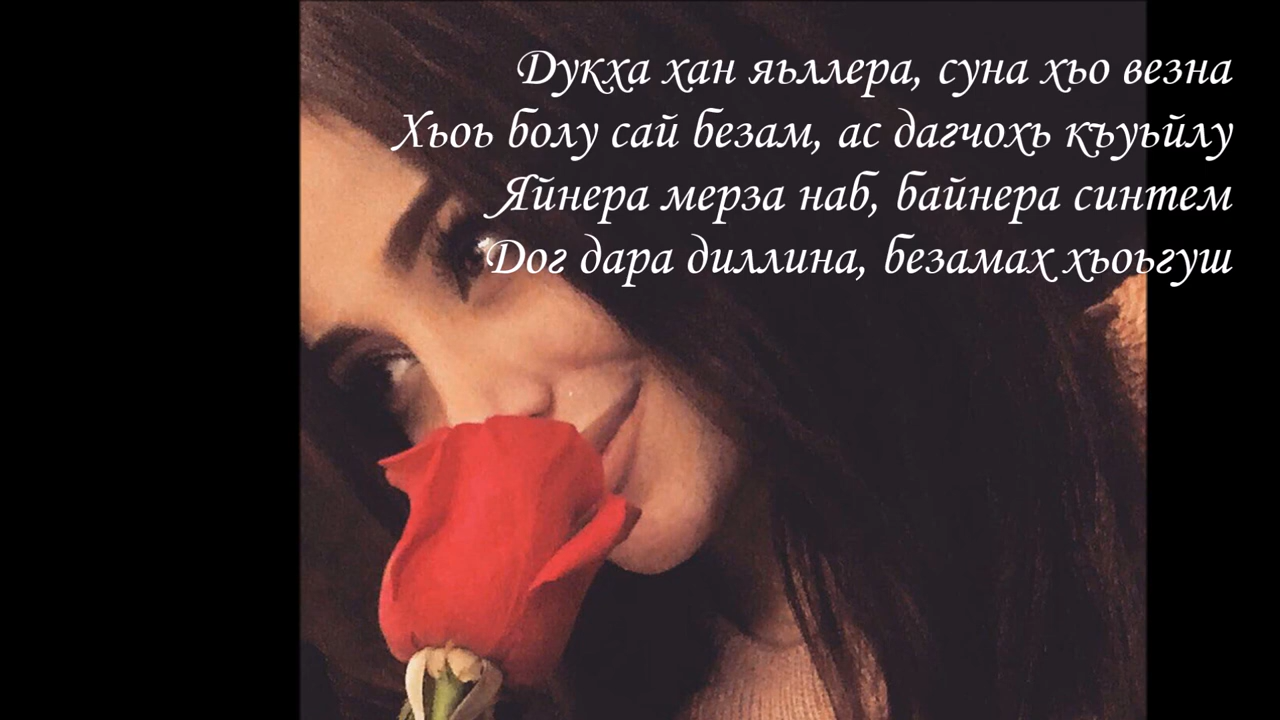 Дукха хан яьллера, суна хьо везна
Хьоь болу сай безам, ас дагчохь къуьйлу
Яйнера мерза наб, байнера синтем
Дог дара диллина, безамах хьоьгуш